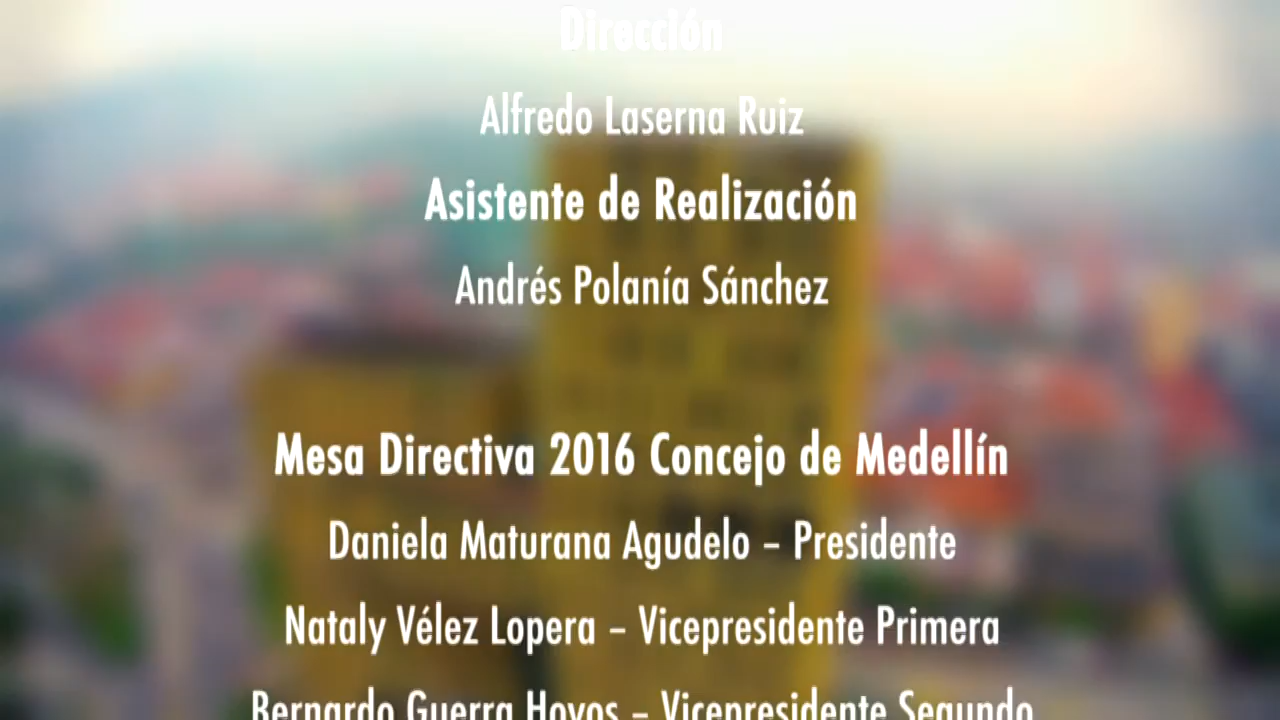 Dirección
Alfredo Laserna Ruiz
Asistente de Realización
Andrés Polanía Sánchez
Mesa Directiva 2016 Concejo de Medellín
Daniela Maturana Agudelo – Presidente
Nataly Vélez Lopera – Vicepresidente Primera
Bernardo Guerra Hoyos – Vicepresidente Segundo